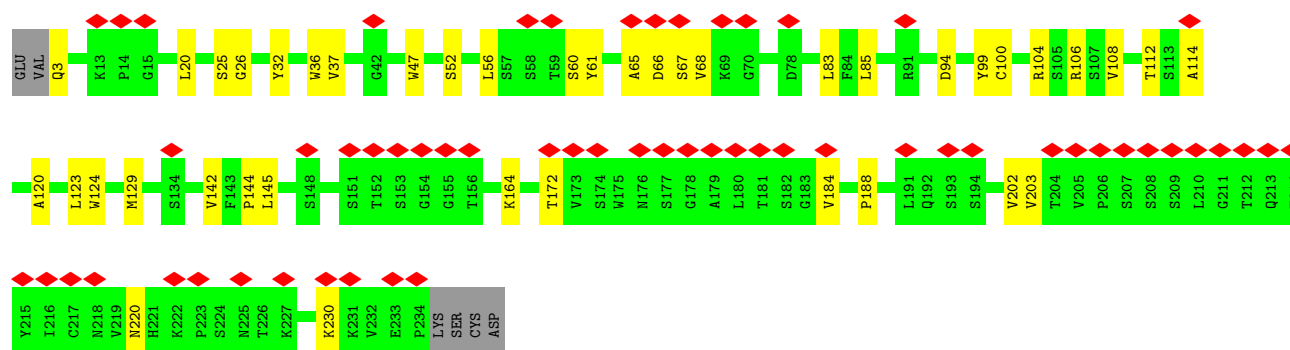 GLU VAL Q3 K13 P14 G15 L20 S25 G26 Y32 W36 V37 G42 W47 S52 L56 S57 S58 T59 S60 Y61 A65 D66 S67 V68 K69 G70 D78 L83 F84 L85 R91 D94 Y99 C100 R104 S105 R106 S107 V108 T112 S113 A114
A120 L123 W124 M129 S134 V142 F143 P144 L145 S148 S151 T152 S153 G154 G155 T156 K164 T172 V173 S174 W175 N176 S177 G178 A179 L180 T181 S182 G183 V184 P188 L191 Q192 S193 S194 V202 V203 T204 V205 P206 S207 S208 S209 L210 G211 T212 Q213
Y215 I216 C217 N218 V219 N220 H221 K222 P223 S224 N225 T226 K227 K230 K231 V232 E233 P234 LYS SER CYS ASP